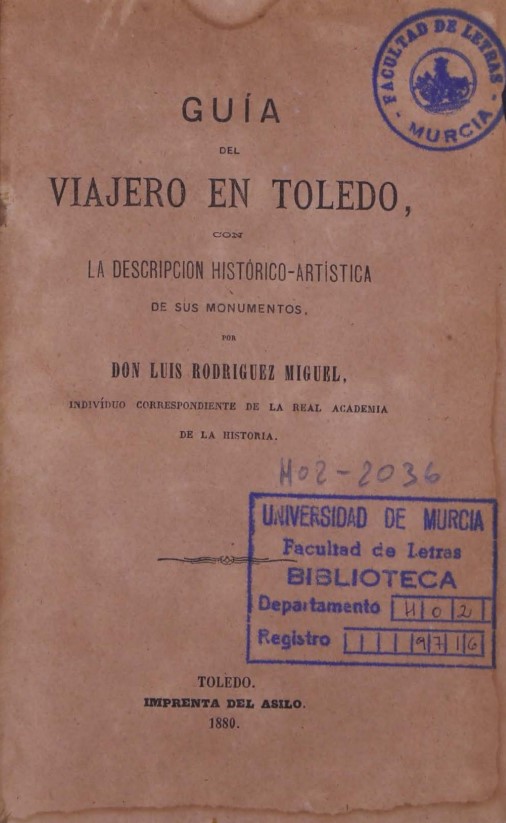 FACULTAD DE LETRAS
- MURCIA -
GUÍA
DEL
VIAJERO EN TOLEDO,
CON
LA DESCRIPCION HISTÓRICO-ARTÍSTICA
DE SUS MONUMENTOS,
POR
DON LUIS RODRIGUEZ MIGUEL,
INDIVÍDUO CORRESPONDIENTE DE LA REAL ACADEMIA
DE LA HISTORIA.
H02-2036
UNIVERSIDAD DE MURCIA
Facultad de Letras
BIBLIOTECA
Departamento H02
Registro 9716
TOLEDO.
IMPRENTA DEL ASILO.
1880.